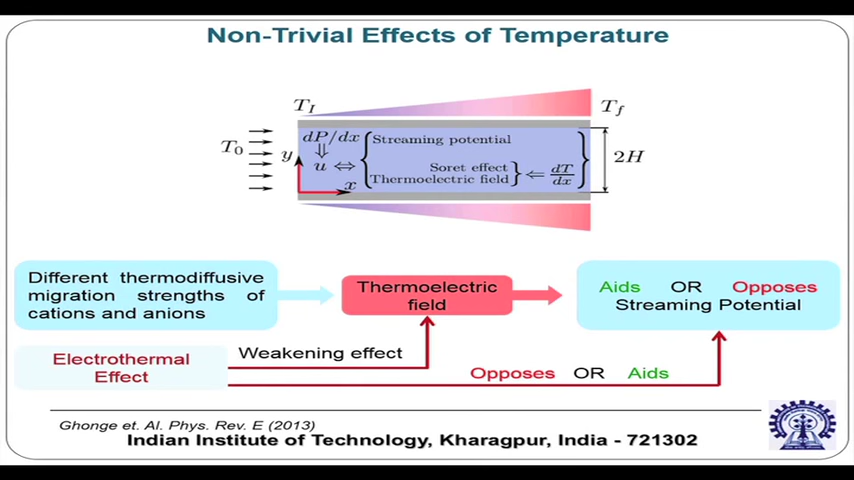 Non-Trivial Effects of Temperature
T_I
T_f
T_0
dP/dx
Streaming potential
y
⇓
u ⇔
Soret effect
Thermoelectric field
⇐ dT/dx
2H
x
Different thermodiffusive
migration strengths of
cations and anions
Thermoelectric
field
Aids OR Opposes
Streaming Potential
Electrothermal
Effect
Weakening effect
Opposes OR Aids
Ghonge et. Al. Phys. Rev. E (2013)
Indian Institute of Technology, Kharagpur, India - 721302